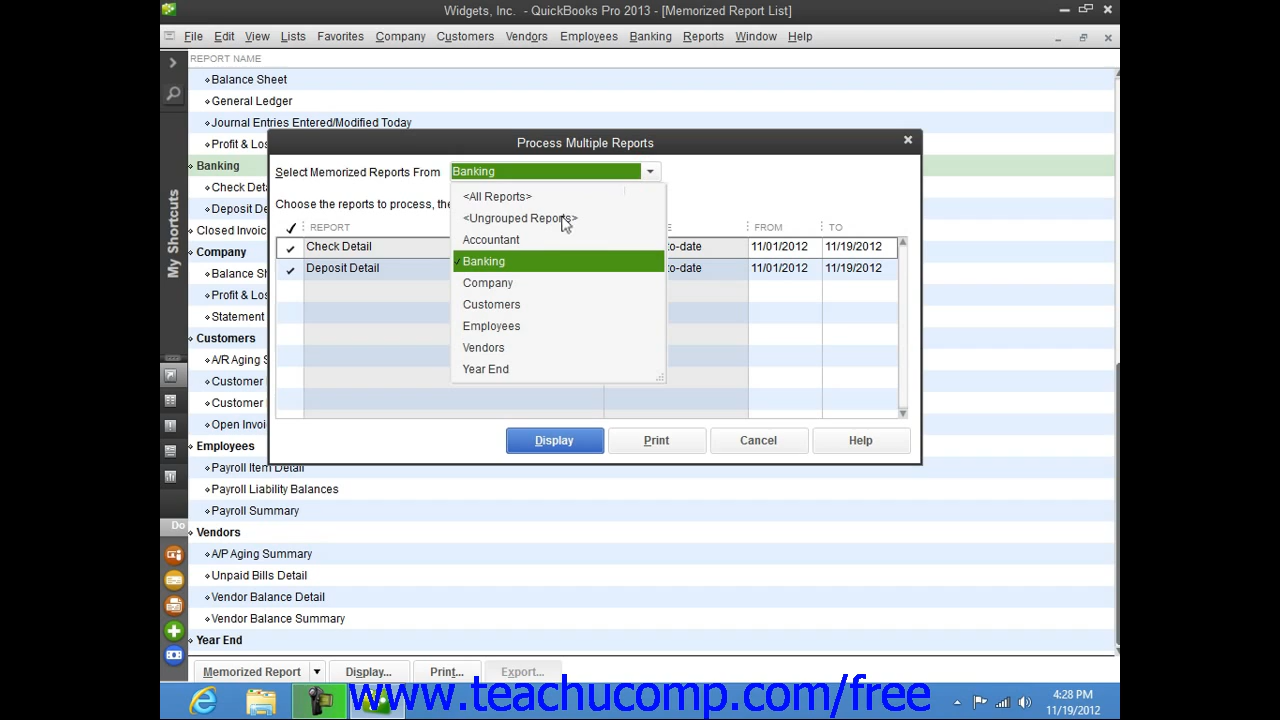 Widgets, Inc. - QuickBooks Pro 2013 - [Memorized Report List]
File Edit View Lists Favorites Company Customers Vendors Employees Banking Reports Window Help
REPORT NAME
Balance Sheet
General Ledger
Journal Entries Entered/Modified Today
Profit & Los
Banking
Check Deta
Deposit De
Closed Invoic
Company
Balance Sh
Profit & Los
Statement
Customers
A/R Aging S
Customer
Customer
Open Invoi
Employees
Payroll Item Detail
Payroll Liability Balances
Payroll Summary
Vendors
A/P Aging Summary
Unpaid Bills Detail
Vendor Balance Detail
Vendor Balance Summary
Year End
My Shortcuts
Do
Process Multiple Reports
Select Memorized Reports From Banking
Choose the reports to process, the
<All Reports>
<Ungrouped Reports>
Accountant
Banking
Company
Customers
Employees
Vendors
Year End
REPORT E FROM TO
Check Detail to-date 11/01/2012 11/19/2012
Deposit Detail to-date 11/01/2012 11/19/2012
Display Print Cancel Help
Memorized Report Display... Print... Export...
www.teachucomp.com/free
4:28 PM
11/19/2012